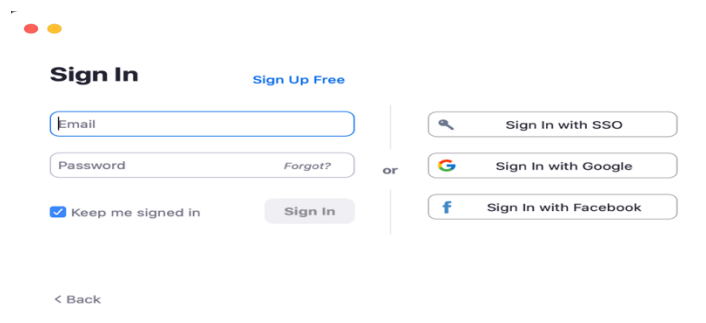 Sign In
Sign Up Free
Email
Password
Forgot?
Keep me signed in
Sign In
or
Sign In with SSO
Sign In with Google
Sign In with Facebook
< Back